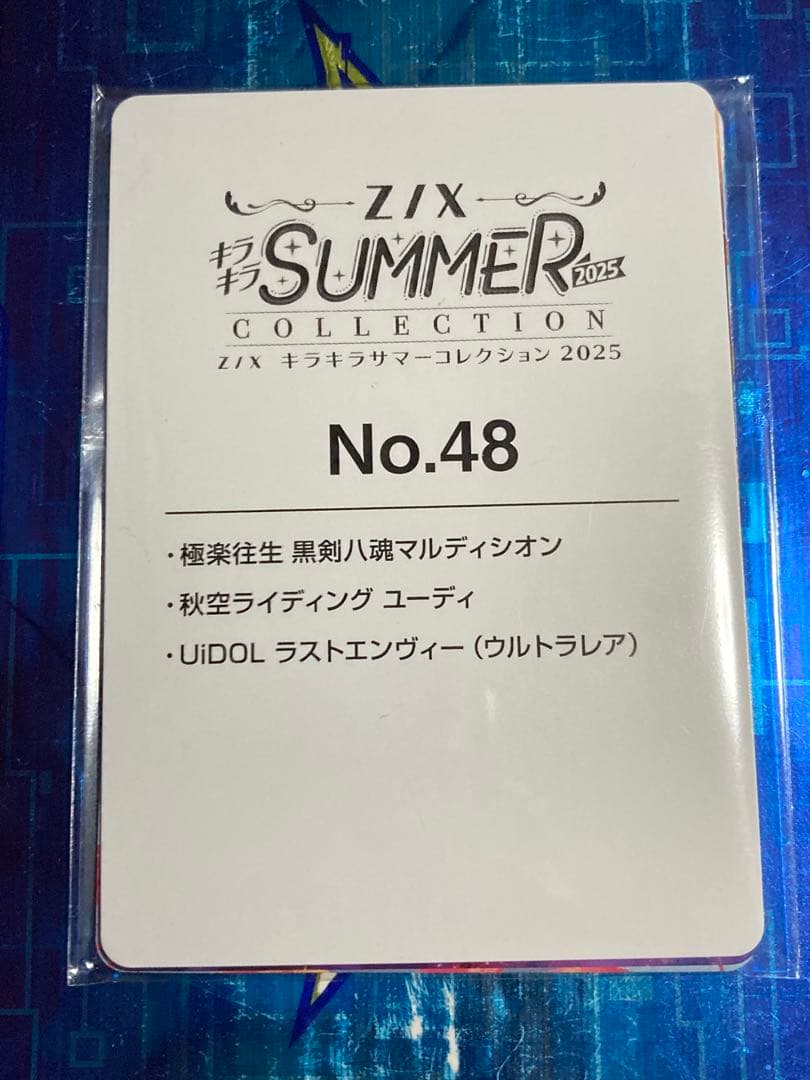 Z/X
キラキラ SUMMER 2025
COLLECTION
Z/X キラキラサマーコレクション 2025
No.48
・極楽往生 黒剣八魂マルディシオン
・秋空ライディング ユーディ
・UiDOL ラストエンヴィー（ウルトラレア）